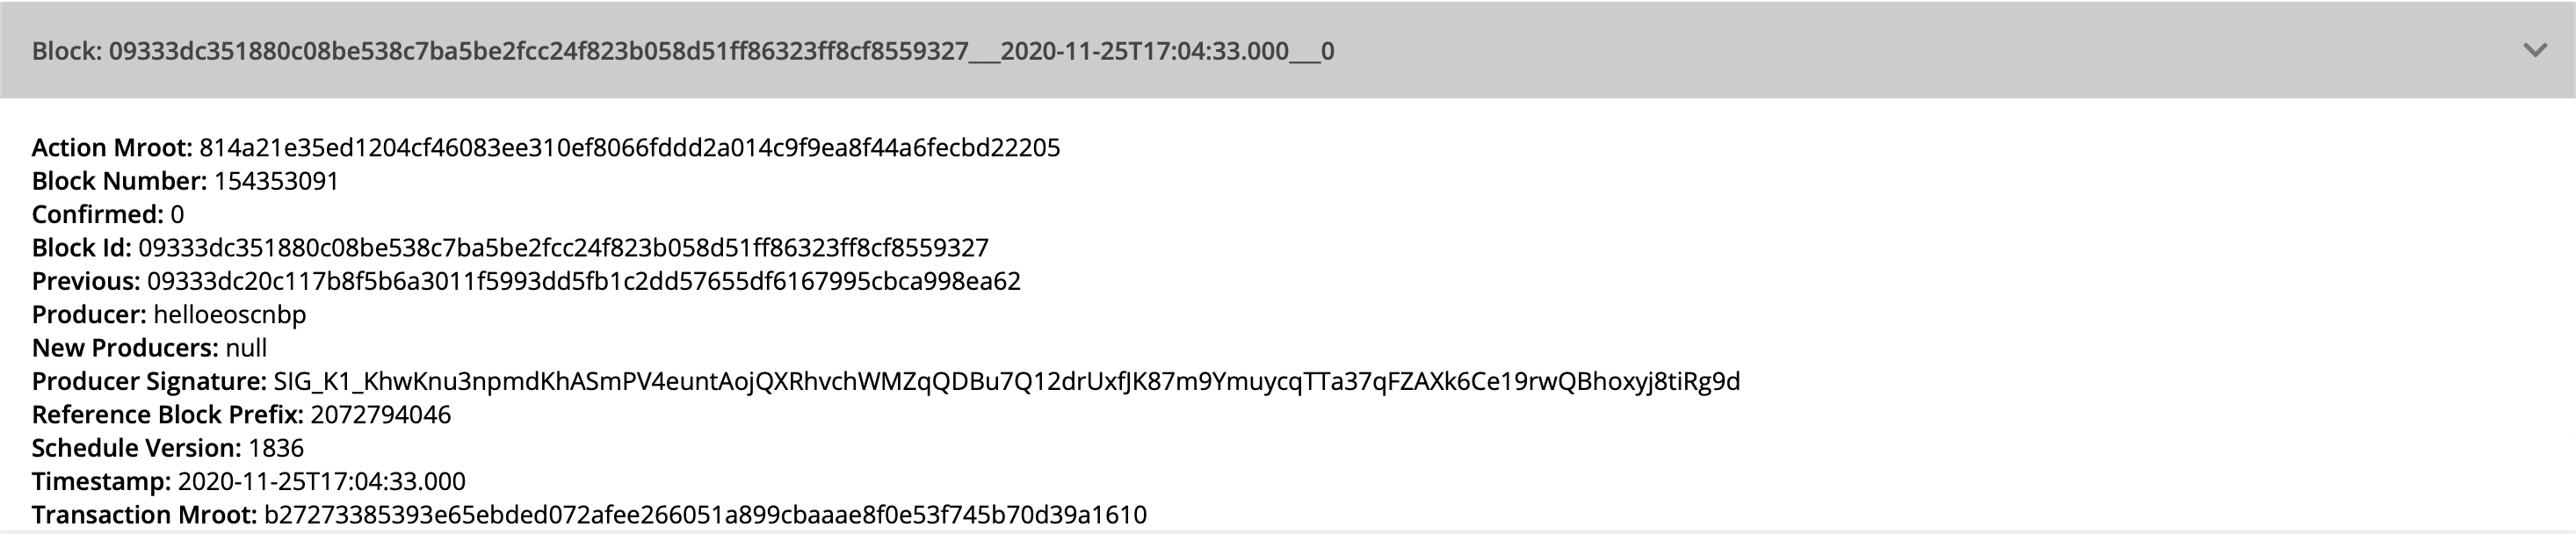 Block: 09333dc351880c08be538c7ba5be2fcc24f823b058d51ff86323ff8cf8559327___2020-11-25T17:04:33.000___0
Action Mroot: 814a21e35ed1204cf46083ee310ef8066fddd2a014c9f9ea8f44a6fecbd22205
Block Number: 154353091
Confirmed: 0
Block Id: 09333dc351880c08be538c7ba5be2fcc24f823b058d51ff86323ff8cf8559327
Previous: 09333dc20c117b8f5b6a3011f5993dd5fb1c2dd57655df6167995cbca998ea62
Producer: helloeoscnbp
New Producers: null
Producer Signature: SIG_K1_KhwKnu3npmdKhASmPV4euntAojQXRhvchWMZqQDBu7Q12drUxfJK87m9YmuycqTTa37qFZAXk6Ce19rwQBhoxyj8tiRg9d
Reference Block Prefix: 2072794046
Schedule Version: 1836
Timestamp: 2020-11-25T17:04:33.000
Transaction Mroot: b27273385393e65ebded072afee266051a899cbaaae8f0e53f745b70d39a1610